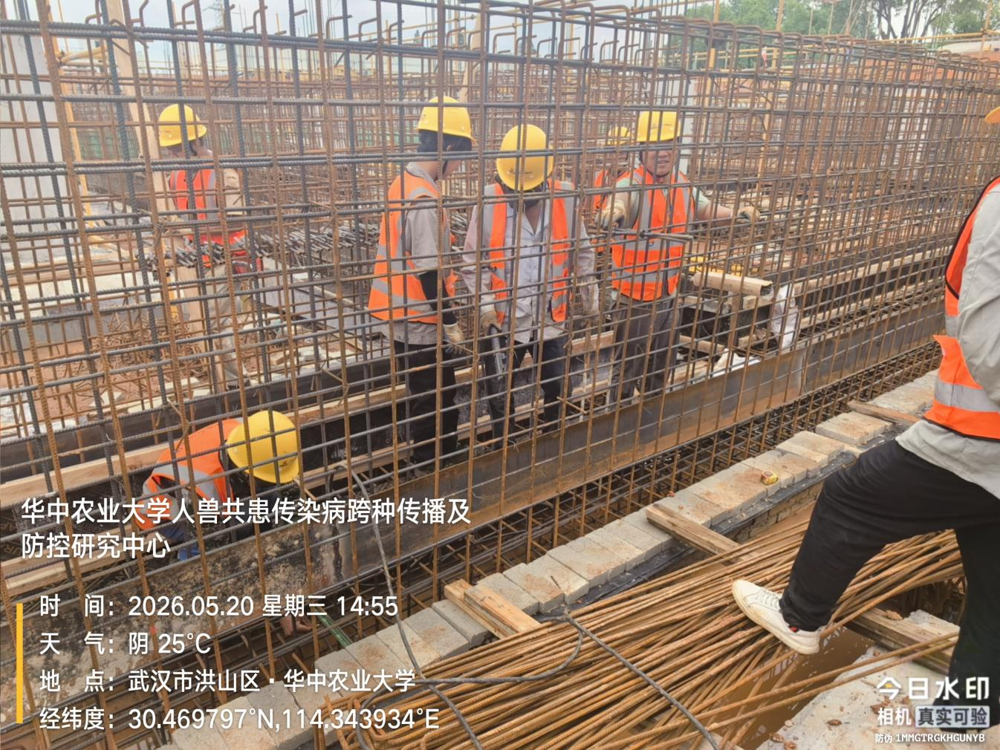 华中农业大学人兽共患传染病跨种传播及
防控研究中心
时 间：2026.05.20 星期三 14:55
天 气：阴 25℃
地 点：武汉市洪山区·华中农业大学
经纬度：30.469797°N,114.343934°E
今日水印
相机 真实可验
防伪 1MMGTRGKHGUNYB